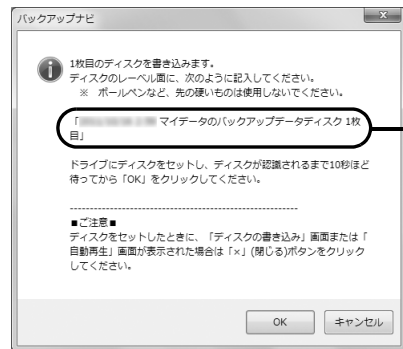 バックアップナビ
1枚目のディスクを書き込みます。
ディスクのレーベル面に、次のように記入してください。
※ ボールペンなど、先の硬いものは使用しないでください。
「 マイデータのバックアップデータディスク 1枚
目」
ドライブにディスクをセットし、ディスクが認識されるまで10秒ほど
待ってから「OK」をクリックしてください。
--------------------------------------------------
■ご注意■
ディスクをセットしたときに、「ディスクの書き込み」画面または「
自動再生」画面が表示された場合は「×」(閉じる)ボタンをクリック
してください。
OK キャンセル